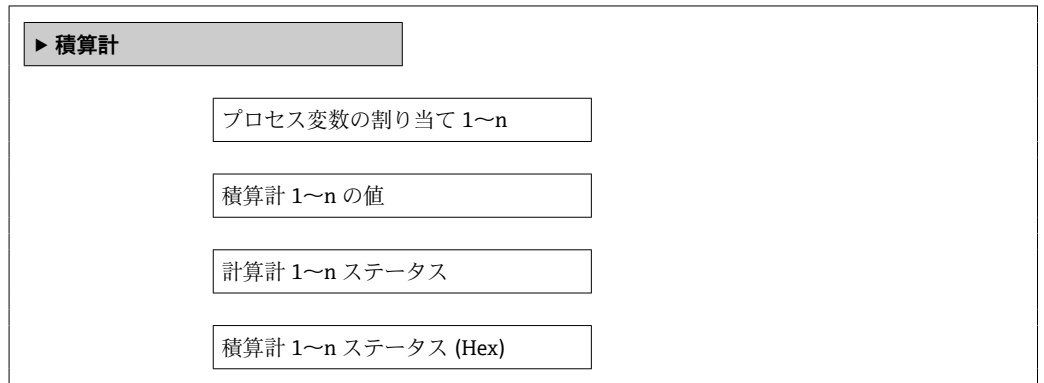 ▶ 積算計
プロセス変数の割り当て 1～n
積算計 1～n の値
計算計 1～n ステータス
積算計 1～n ステータス (Hex)